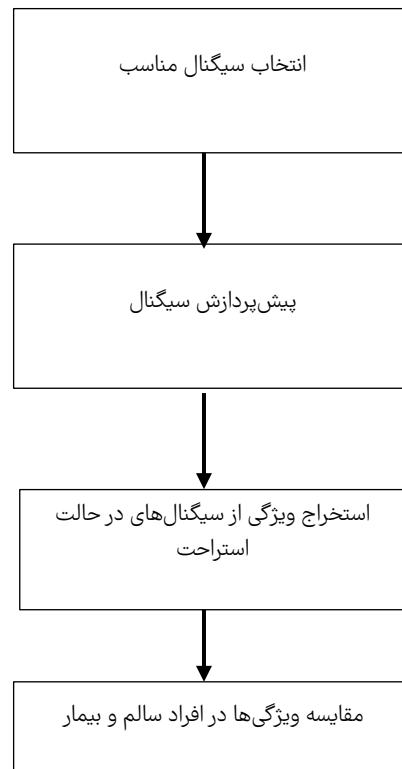 انتخاب سیگنال مناسب
پیش‌پردازش سیگنال
استخراج ویژگی از سیگنال‌های در حالت
استراحت
مقایسه ویژگی‌ها در افراد سالم و بیمار